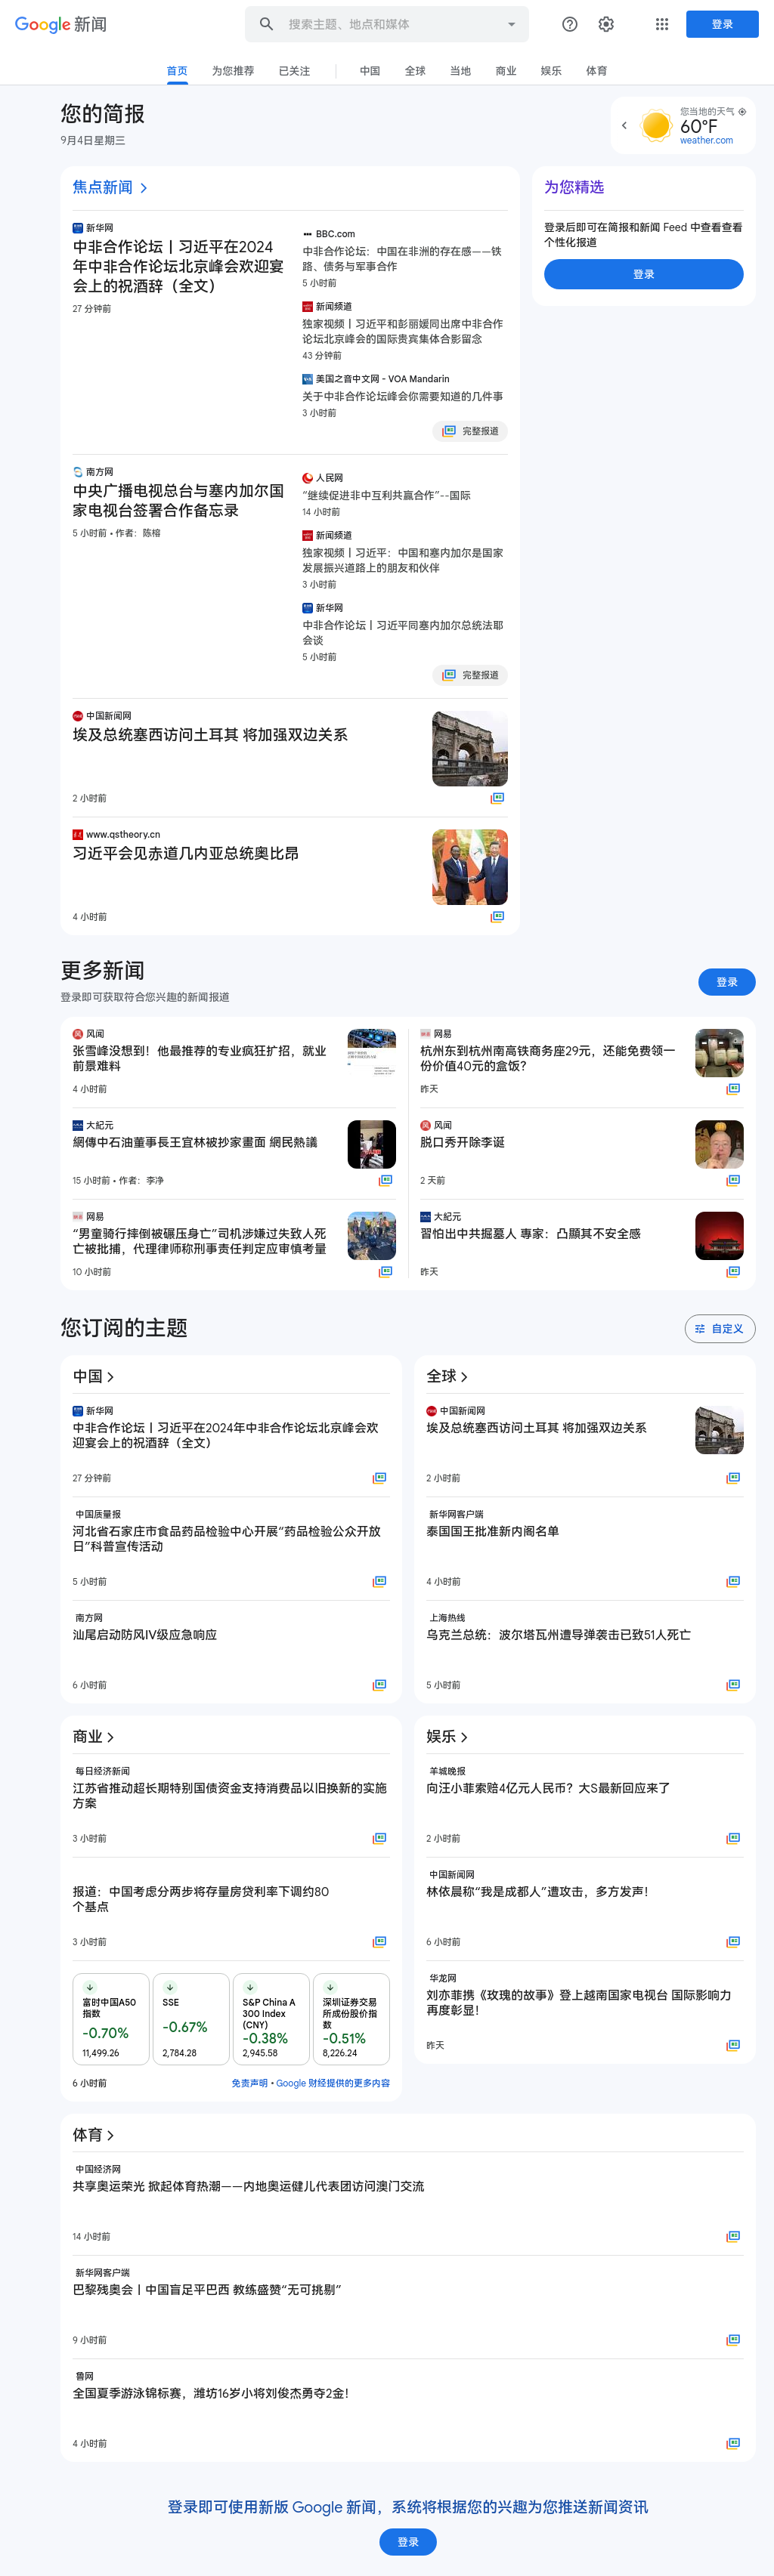 Google 新闻
搜索主题、地点和媒体
登录
首页
为您推荐
已关注
中国
全球
当地
商业
娱乐
体育
您的简报
9月4日星期三
您当地的天气
60°F
weather.com
焦点新闻
新华网
中非合作论坛丨习近平在2024
年中非合作论坛北京峰会欢迎宴
会上的祝酒辞（全文）
27 分钟前
BBC.com
中非合作论坛：中国在非洲的存在感——铁
路、债务与军事合作
5 小时前
新闻频道
独家视频丨习近平和彭丽媛同出席中非合作
论坛北京峰会的国际贵宾集体合影留念
43 分钟前
美国之音中文网 - VOA Mandarin
关于中非合作论坛峰会你需要知道的几件事
3 小时前
完整报道
南方网
中央广播电视总台与塞内加尔国
家电视台签署合作备忘录
5 小时前 • 作者：陈榕
人民网
“继续促进非中互利共赢合作”--国际
14 小时前
新闻频道
独家视频丨习近平：中国和塞内加尔是国家
发展振兴道路上的朋友和伙伴
3 小时前
新华网
中非合作论坛丨习近平同塞内加尔总统法耶
会谈
5 小时前
完整报道
中国新闻网
埃及总统塞西访问土耳其 将加强双边关系
2 小时前
www.qstheory.cn
习近平会见赤道几内亚总统奥比昂
4 小时前
为您精选
登录后即可在简报和新闻 Feed 中查看查看
个性化报道
登录
更多新闻
登录即可获取符合您兴趣的新闻报道
登录
风闻
张雪峰没想到！他最推荐的专业疯狂扩招，就业
前景难料
4 小时前
大紀元
網傳中石油董事長王宜林被抄家畫面 網民熱議
15 小时前 • 作者：李净
网易
“男童骑行摔倒被碾压身亡”司机涉嫌过失致人死
亡被批捕，代理律师称刑事责任判定应审慎考量
10 小时前
网易
杭州东到杭州南高铁商务座29元，还能免费领一
份价值40元的盒饭？
昨天
风闻
脱口秀开除李诞
2 天前
大紀元
習怕出中共掘墓人 專家：凸顯其不安全感
昨天
您订阅的主题
自定义
中国
新华网
中非合作论坛丨习近平在2024年中非合作论坛北京峰会欢
迎宴会上的祝酒辞（全文）
27 分钟前
中国质量报
河北省石家庄市食品药品检验中心开展“药品检验公众开放
日”科普宣传活动
5 小时前
南方网
汕尾启动防风Ⅳ级应急响应
6 小时前
全球
中国新闻网
埃及总统塞西访问土耳其 将加强双边关系
2 小时前
新华网客户端
泰国国王批准新内阁名单
4 小时前
上海热线
乌克兰总统：波尔塔瓦州遭导弹袭击已致51人死亡
5 小时前
商业
每日经济新闻
江苏省推动超长期特别国债资金支持消费品以旧换新的实施
方案
3 小时前
报道：中国考虑分两步将存量房贷利率下调约80
个基点
3 小时前
富时中国A50
指数
-0.70%
11,499.26
SSE
-0.67%
2,784.28
S&P China A
300 Index
(CNY)
-0.38%
2,945.58
深圳证券交易
所成份股价指
数
-0.51%
8,226.24
6 小时前
免责声明 • Google 财经提供的更多内容
娱乐
羊城晚报
向汪小菲索赔4亿元人民币？大S最新回应来了
2 小时前
中国新闻网
林依晨称“我是成都人”遭攻击，多方发声！
6 小时前
华龙网
刘亦菲携《玫瑰的故事》登上越南国家电视台 国际影响力
再度彰显！
昨天
体育
中国经济网
共享奥运荣光 掀起体育热潮——内地奥运健儿代表团访问澳门交流
14 小时前
新华网客户端
巴黎残奥会丨中国盲足平巴西 教练盛赞“无可挑剔”
9 小时前
鲁网
全国夏季游泳锦标赛，潍坊16岁小将刘俊杰勇夺2金！
4 小时前
登录即可使用新版 Google 新闻，系统将根据您的兴趣为您推送新闻资讯
登录